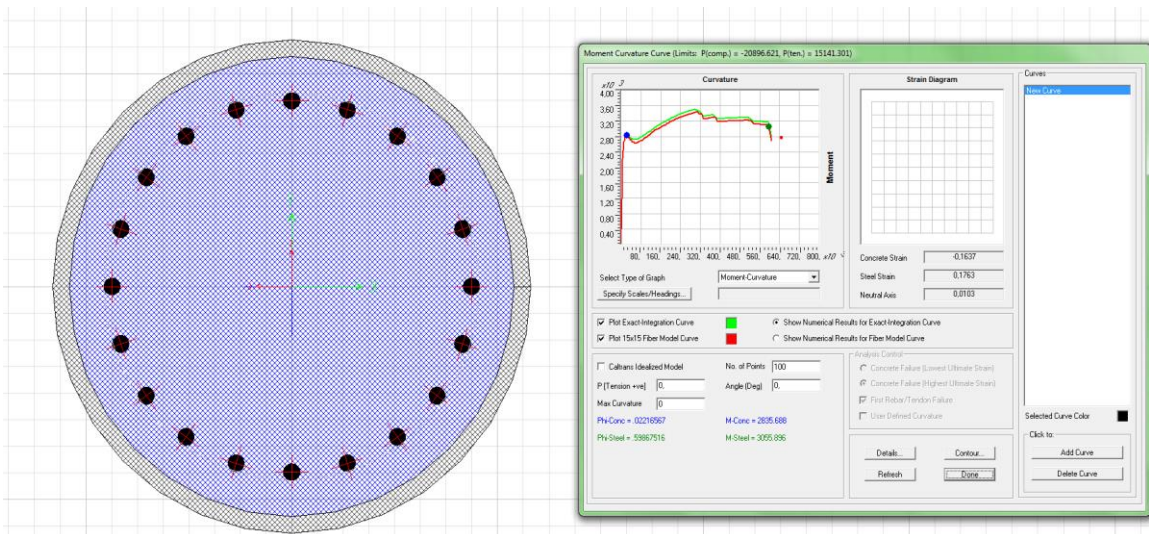 Moment Curvature Curve (Limits: P(comp.) = -20896.621, P(ten.) = 15141.301)
Curvature
x10 3
4,00
3,60
3,20
2,80
2,40
2,00
1,60
1,20
0,80
0,40
80, 160, 240, 320, 400, 480, 560, 640, 720, 800, x10
Moment
Select Type of Graph
Moment-Curvature
Specify Scales/Headings...
Strain Diagram
Concrete Strain
-0,1637
Steel Strain
0,1763
Neutral Axis
0,0103
Curves
New Curve
Plot Exact-Integration Curve
Show Numerical Results for Exact-Integration Curve
Plot 15x15 Fiber Model Curve
Show Numerical Results for Fiber Model Curve
Caltrans Idealized Model
No. of Points 100
P [Tension +ve] 0,
Angle (Deg) 0,
Max Curvature 0
Phi-Conc = .02216567
M-Conc = 2835,688
Phi-Steel = .59867516
M-Steel = 3055,896
Analysis Control
Concrete Failure (Lowest Ultimate Strain)
Concrete Failure (Highest Ultimate Strain)
First Rebar/Tendon Failure
User Defined Curvature
Details...
Contour...
Refresh
Done
Selected Curve Color
Click to:
Add Curve
Delete Curve